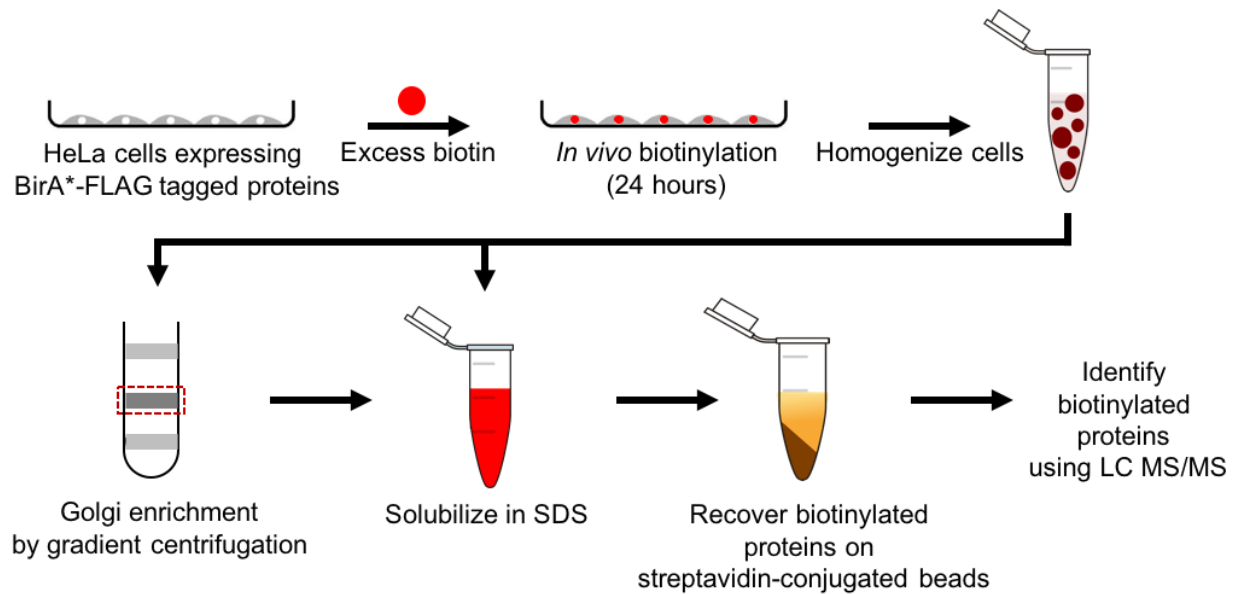 HeLa cells expressing
BirA*-FLAG tagged proteins
Excess biotin
In vivo biotinylation
(24 hours)
Homogenize cells
Golgi enrichment
by gradient centrifugation
Solubilize in SDS
Recover biotinylated
proteins on
streptavidin-conjugated beads
Identify
biotinylated
proteins
using LC MS/MS